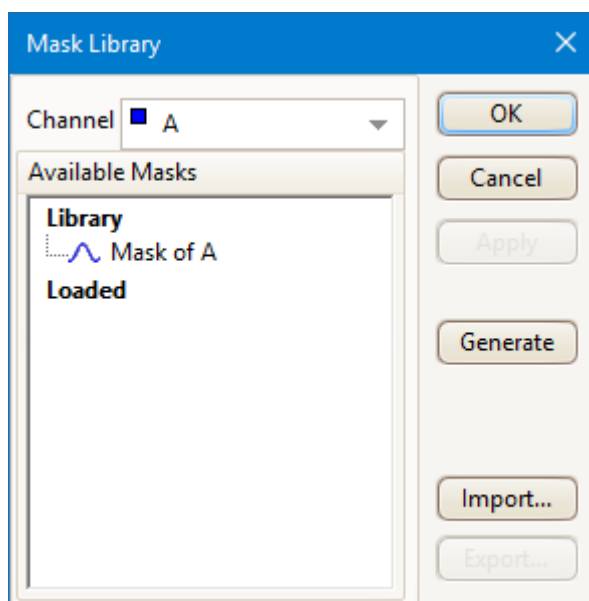 Mask Library
Channel A
OK
Available Masks
Cancel
Library
Mask of A
Apply
Loaded
Generate
Import...
Export...